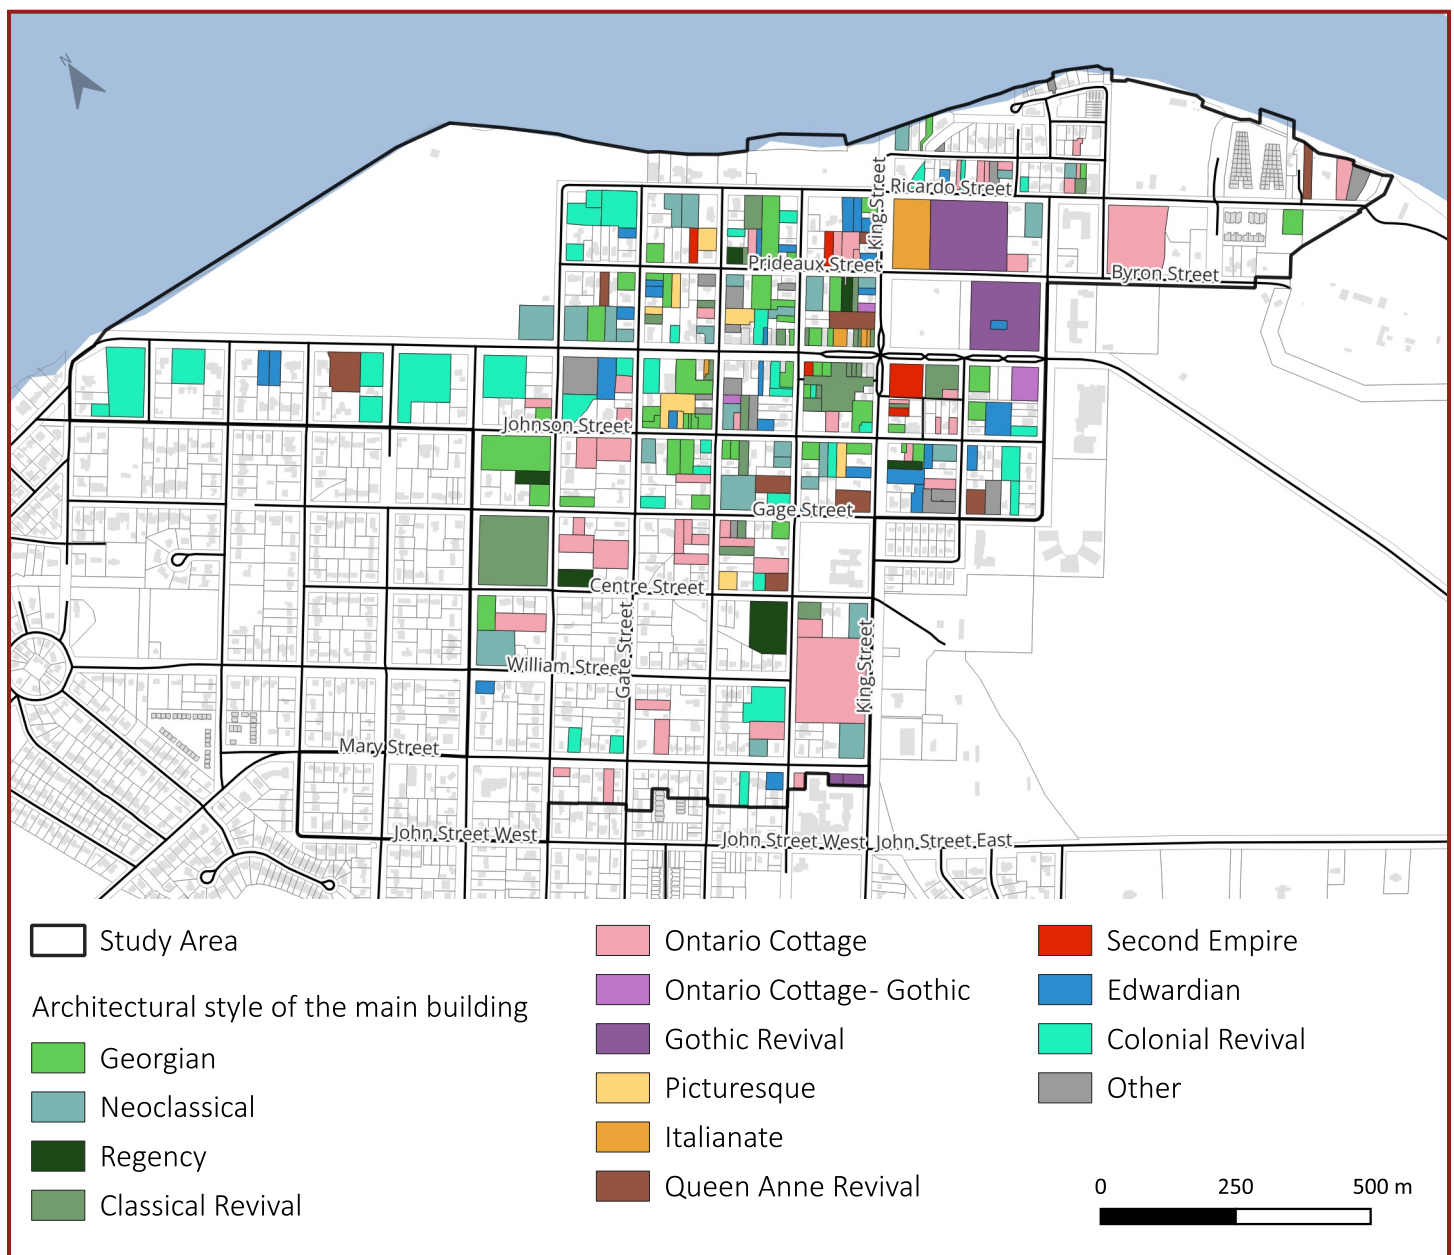 N
Ricardo Street
King Street
Prideaux Street
Byron Street
Johnson Street
Gage Street
Centre Street
Gate Street
William Stree
King Street
Mary Street
John Street West
John Street West
John Street East
Study Area
Architectural style of the main building
Georgian
Neoclassical
Regency
Classical Revival
Ontario Cottage
Ontario Cottage- Gothic
Gothic Revival
Picturesque
Italianate
Queen Anne Revival
Second Empire
Edwardian
Colonial Revival
Other
0 250 500 m